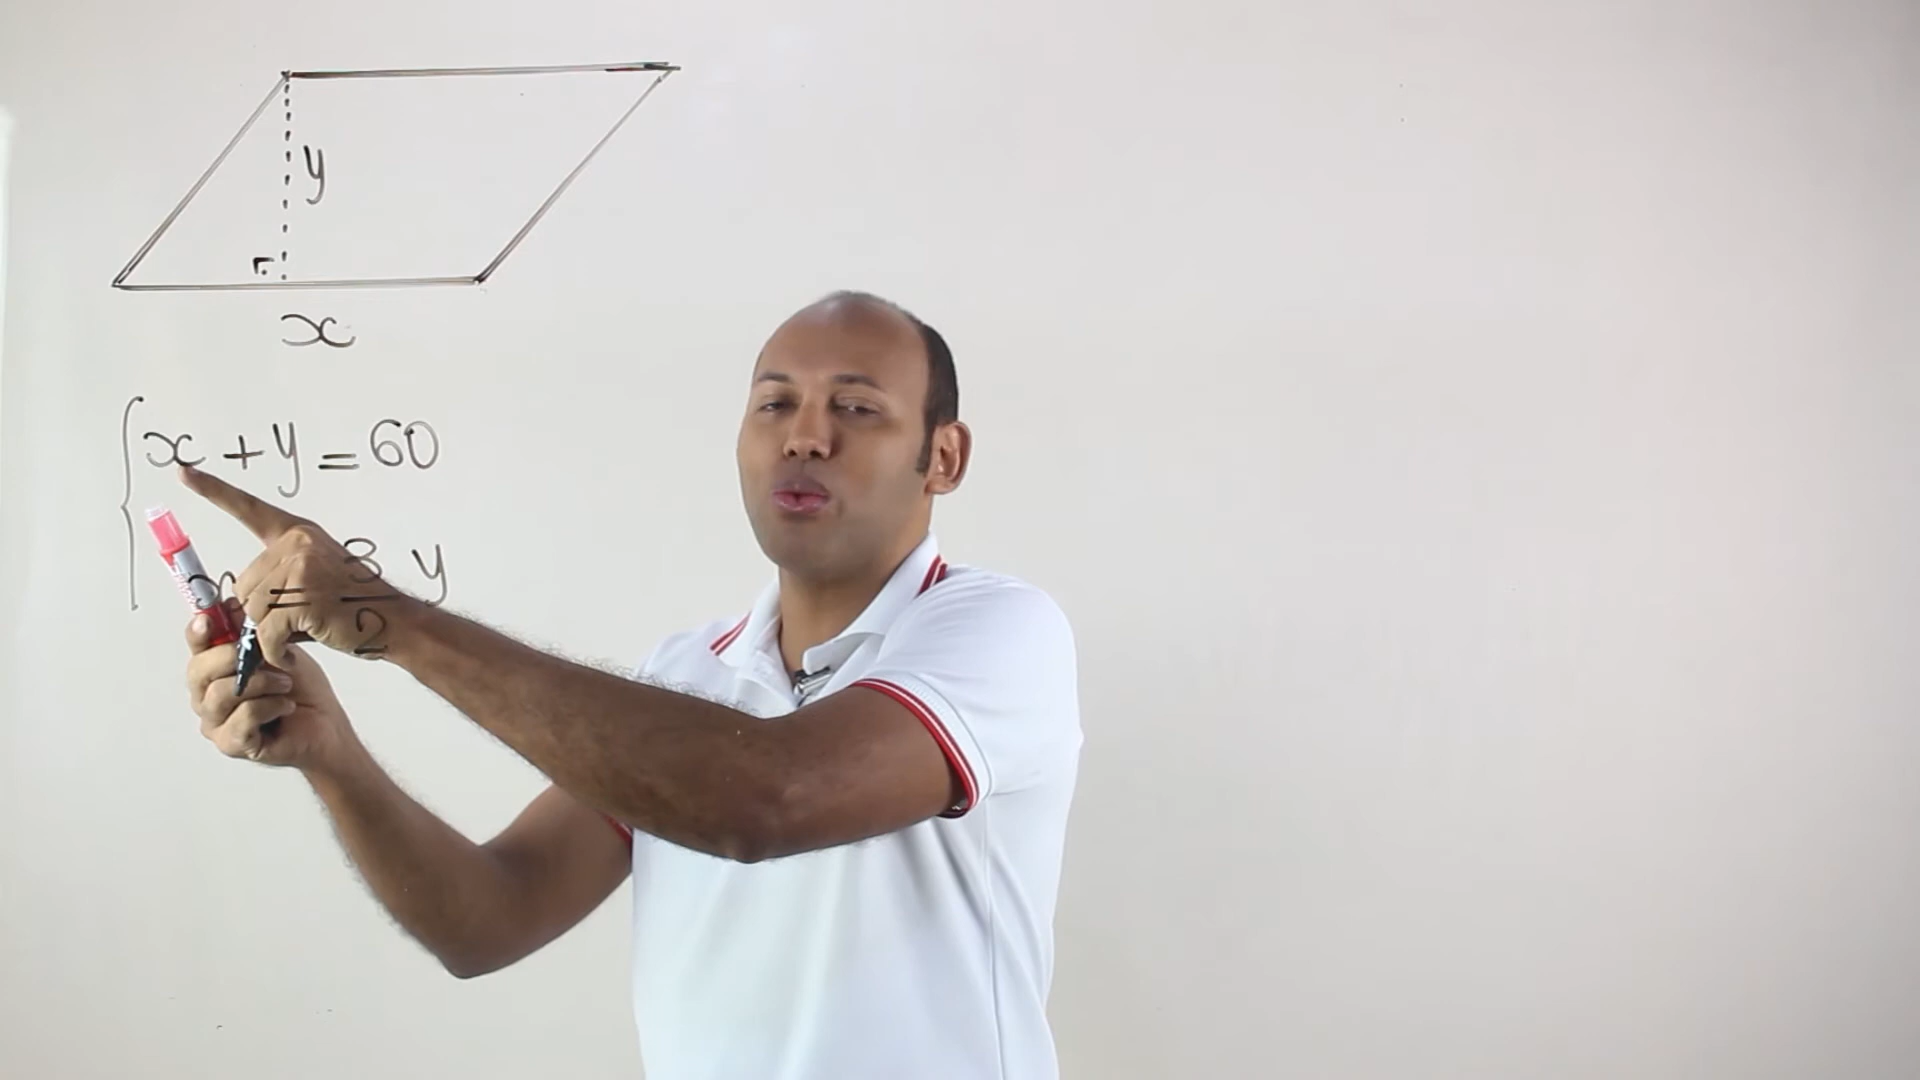 y
x
x + y = 60
x = 3/2 y